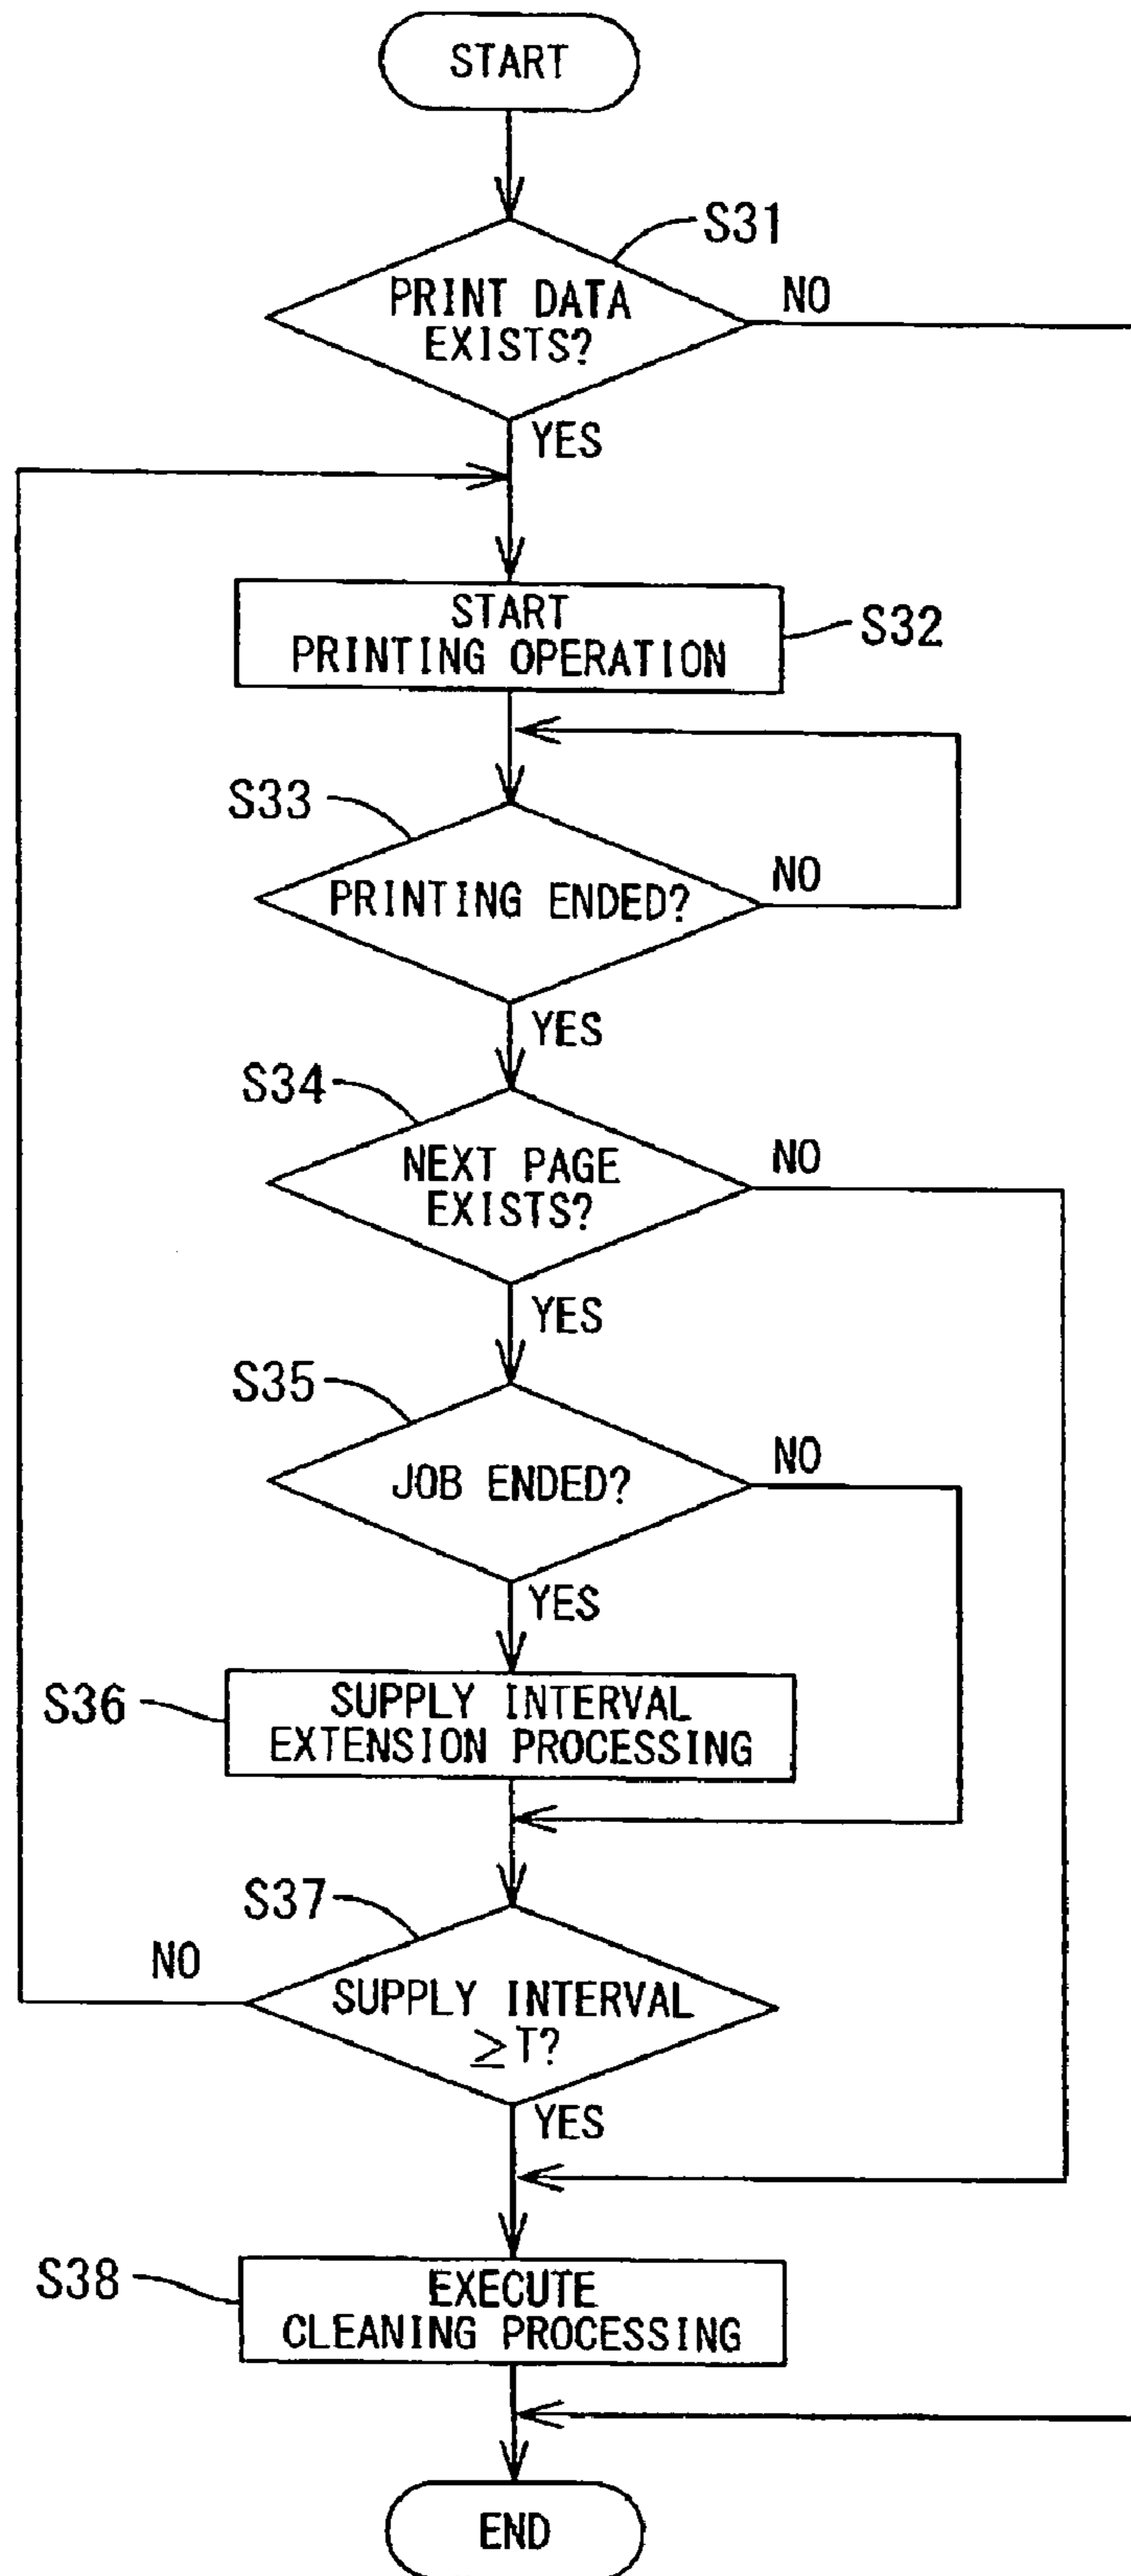 START
S31
PRINT DATA
EXISTS?
NO
YES
START
PRINTING OPERATION
S32
S33
PRINTING ENDED?
NO
YES
S34
NEXT PAGE
EXISTS?
NO
YES
S35
JOB ENDED?
NO
YES
S36
SUPPLY INTERVAL
EXTENSION PROCESSING
S37
NO
SUPPLY INTERVAL
≥T?
YES
S38
EXECUTE
CLEANING PROCESSING
END